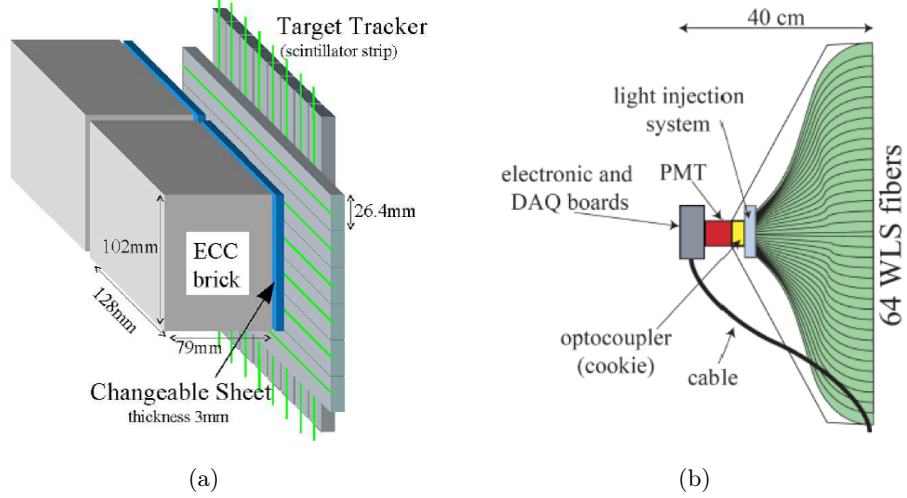 Target Tracker
(scintillator strip)
26.4mm
102mm
ECC
brick
128mm
79mm
Changeable Sheet
thickness 3mm
(a)
40 cm
light injection
system
PMT
electronic and
DAQ boards
64 WLS fibers
optocoupler
(cookie)
cable
(b)